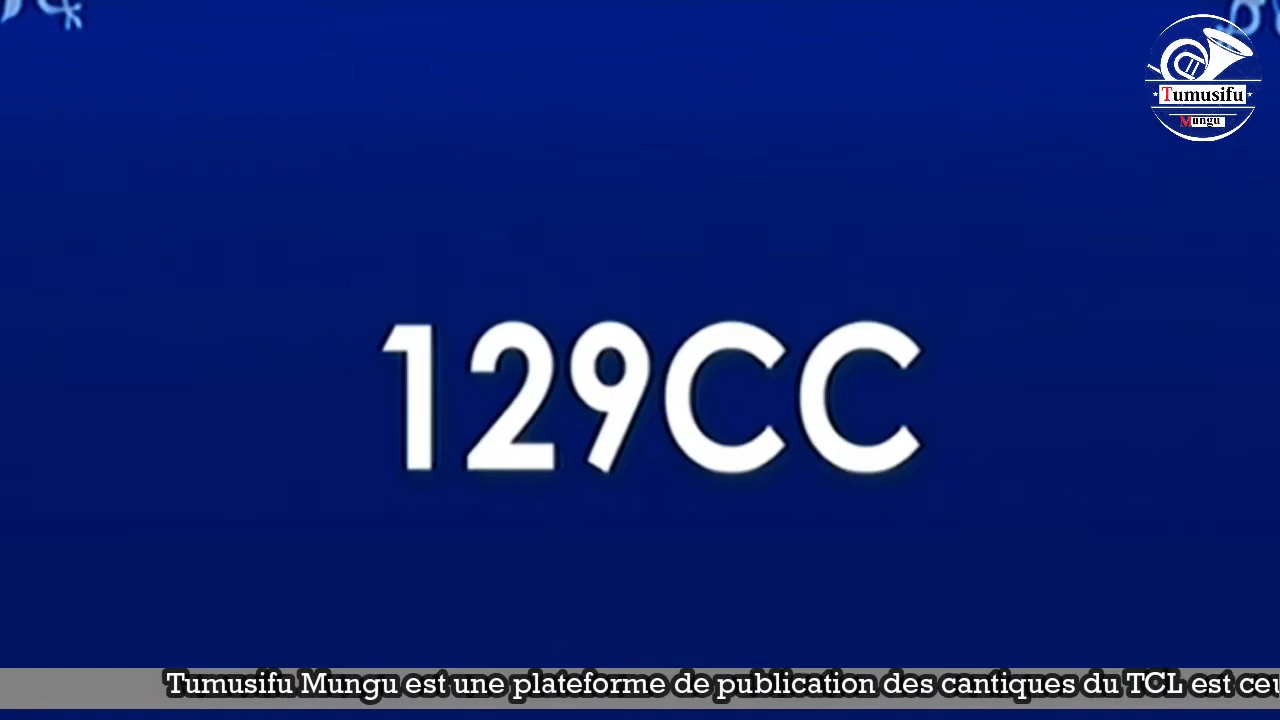 Tumusifu
Mungu
129CC
Tumusifu Mungu est une plateforme de publication des cantiques du TCL est